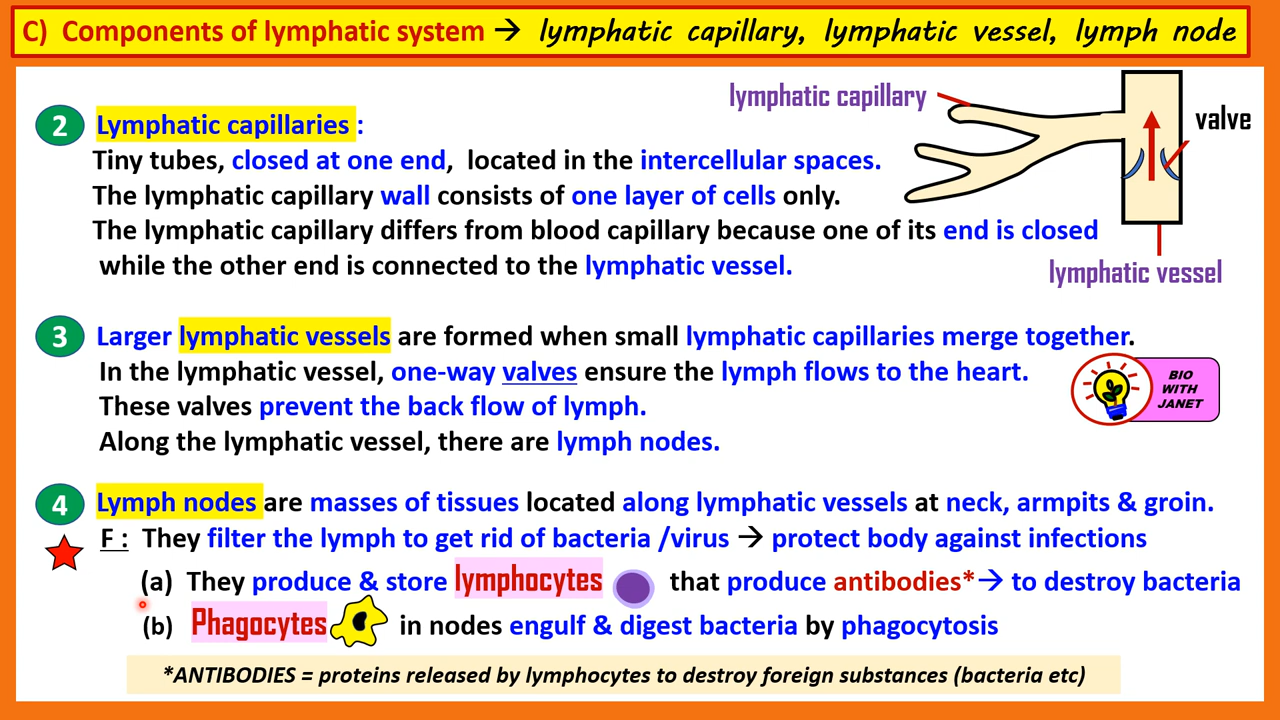 C) Components of lymphatic system → lymphatic capillary, lymphatic vessel, lymph node
lymphatic capillary
valve
lymphatic vessel
2 Lymphatic capillaries :
Tiny tubes, closed at one end, located in the intercellular spaces.
The lymphatic capillary wall consists of one layer of cells only.
The lymphatic capillary differs from blood capillary because one of its end is closed
while the other end is connected to the lymphatic vessel.
3 Larger lymphatic vessels are formed when small lymphatic capillaries merge together.
In the lymphatic vessel, one-way valves ensure the lymph flows to the heart.
These valves prevent the back flow of lymph.
Along the lymphatic vessel, there are lymph nodes.
BIO
WITH
JANET
4 Lymph nodes are masses of tissues located along lymphatic vessels at neck, armpits & groin.
F : They filter the lymph to get rid of bacteria /virus → protect body against infections
(a) They produce & store lymphocytes that produce antibodies* → to destroy bacteria
(b) Phagocytes in nodes engulf & digest bacteria by phagocytosis
*ANTIBODIES = proteins released by lymphocytes to destroy foreign substances (bacteria etc)